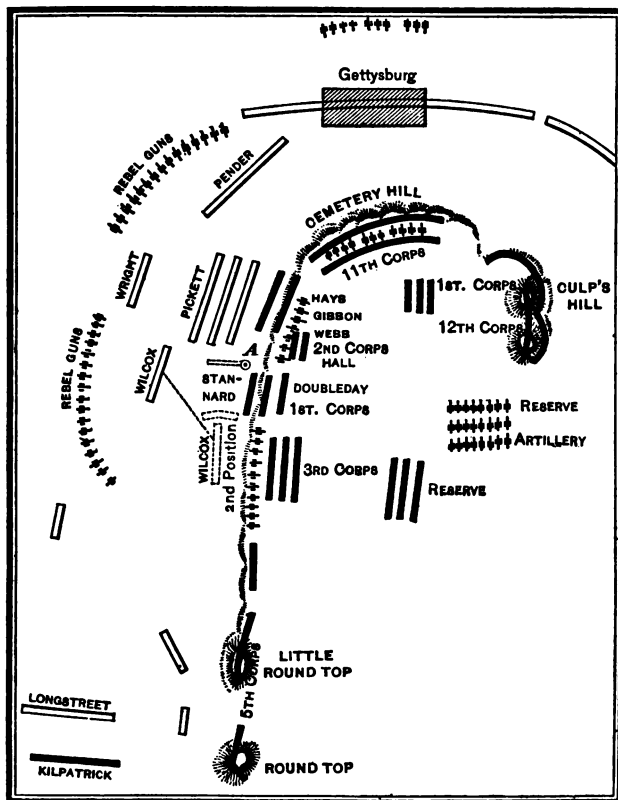 Gettysburg
REBEL GUNS
PENDER
CEMETERY HILL
11TH CORPS
WRIGHT
PICKETT
HAYS
GIBBON
WEBB
2ND CORPS
HALL
1ST. CORPS
CULP'S
HILL
12TH CORPS
REBEL GUNS
WILCOX
A
STAN-
NARD
DOUBLEDAY
1ST. CORPS
RESERVE
ARTILLERY
WILCOX
2nd Position
3RD CORPS
RESERVE
LITTLE
ROUND TOP
5TH CORPS
LONGSTREET
KILPATRICK
ROUND TOP